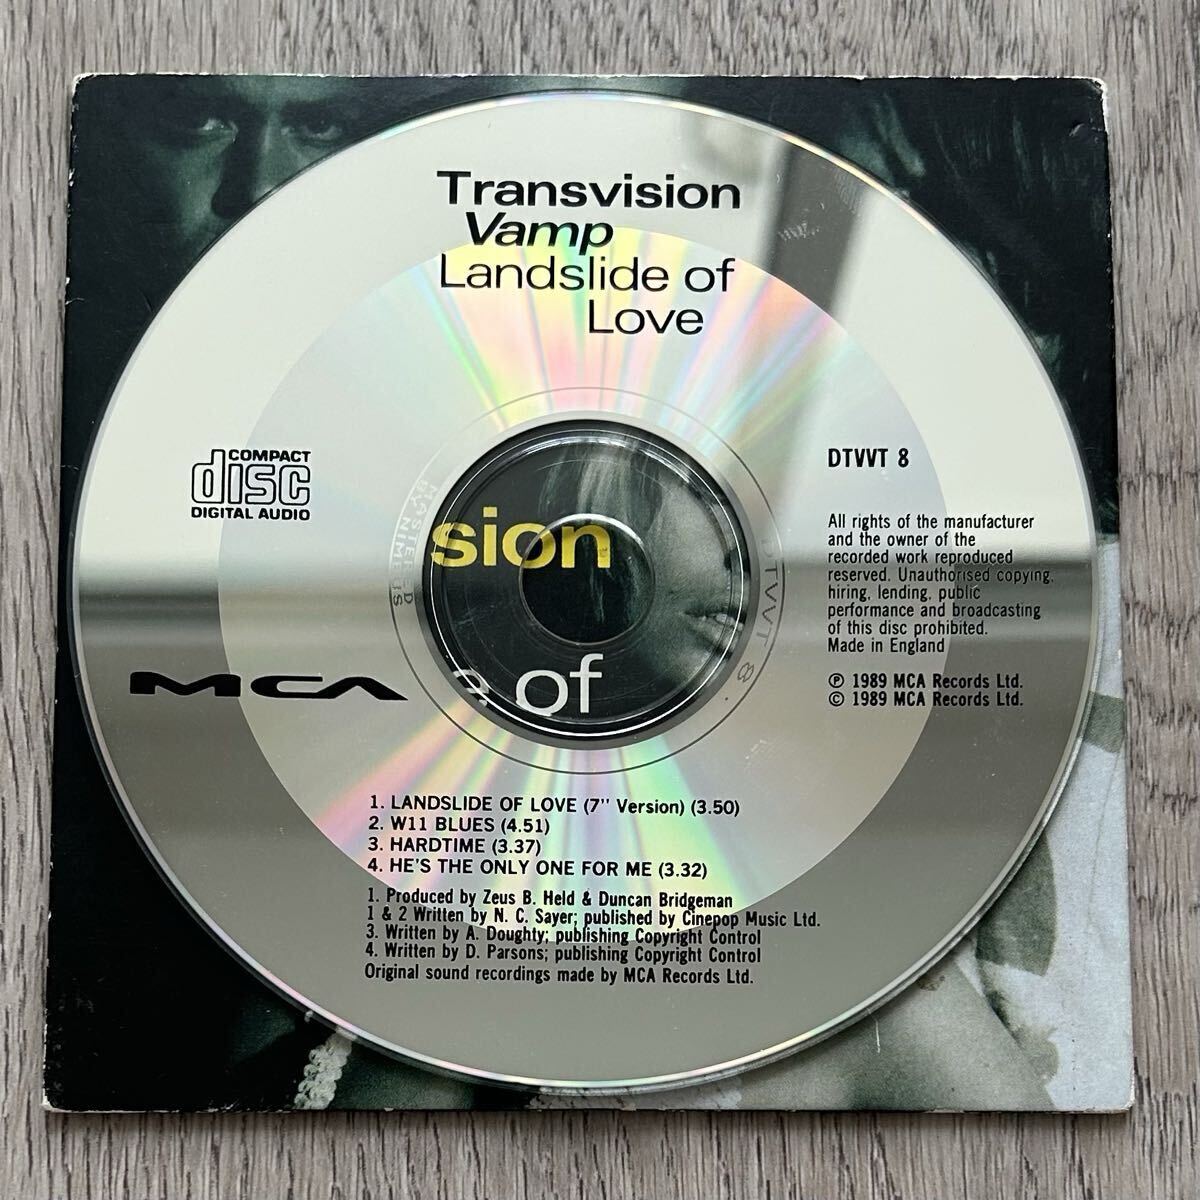 Transvision
Vamp
Landslide of
Love
COMPACT
disc
DIGITAL AUDIO
DTVVT 8
All rights of the manufacturer
and the owner of the
recorded work reproduced
reserved. Unauthorised copying,
hiring, lending, public
performance and broadcasting
of this disc prohibited.
Made in England
℗ 1989 MCA Records Ltd.
© 1989 MCA Records Ltd.
sion
of
MASTERED
BY NIMBUS
DTVVT 8 .
MCA
1. LANDSLIDE OF LOVE (7" Version) (3.50)
2. W11 BLUES (4.51)
3. HARDTIME (3.37)
4. HE'S THE ONLY ONE FOR ME (3.32)
1. Produced by Zeus B. Held & Duncan Bridgeman
1 & 2 Written by N. C. Sayer; published by Cinepop Music Ltd.
3. Written by A. Doughty; publishing Copyright Control
4. Written by D. Parsons; publishing Copyright Control
Original sound recordings made by MCA Records Ltd.